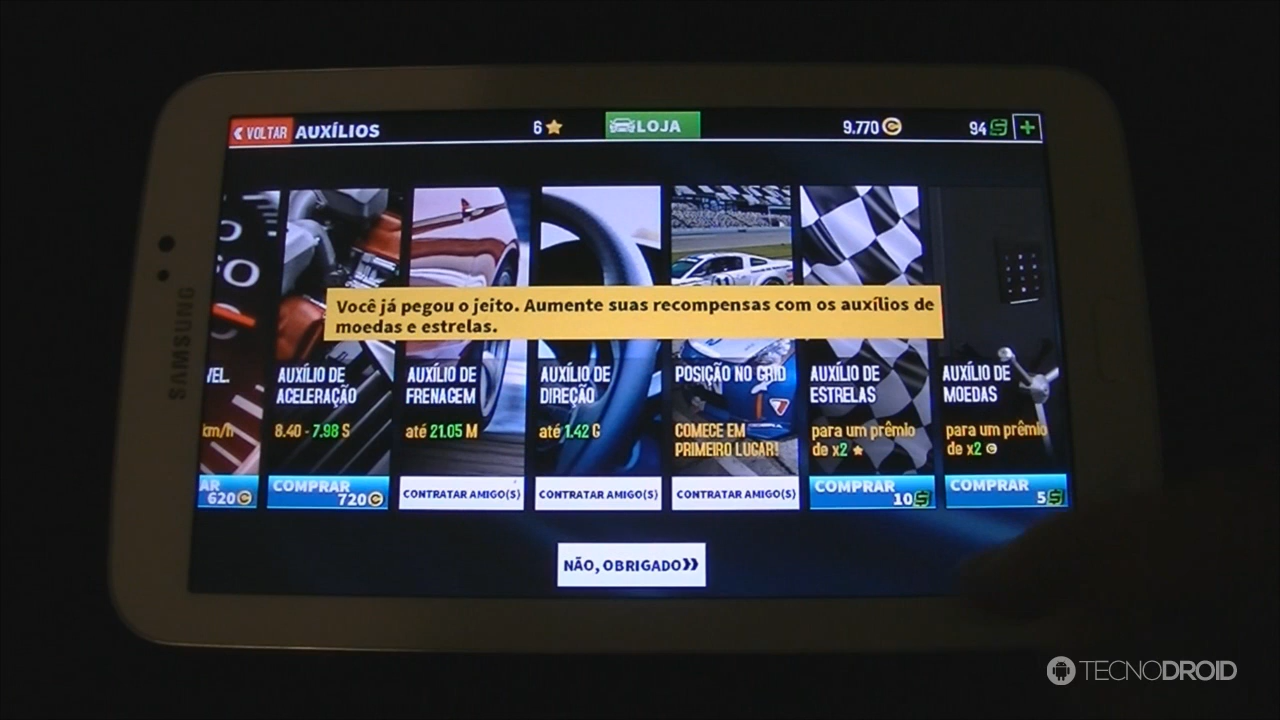 VOLTAR AUXÍLIOS
6
LOJA
9.770
94
Você já pegou o jeito. Aumente suas recompensas com os auxílios de
moedas e estrelas.
VEL.
km/h
AR
620
AUXÍLIO DE
ACELERAÇÃO
8.40 - 7.98 S
COMPRAR
720
AUXÍLIO DE
FRENAGEM
até 21.05 M
CONTRATAR AMIGO(S)
AUXÍLIO DE
DIREÇÃO
até 1.42 G
CONTRATAR AMIGO(S)
POSIÇÃO NO GRID
COMECE EM
PRIMEIRO LUGAR!
CONTRATAR AMIGO(S)
AUXÍLIO DE
ESTRELAS
para um prêmio
de x2
COMPRAR
10
AUXÍLIO DE
MOEDAS
para um prêmio
de x2
COMPRAR
5
NÃO, OBRIGADO
SAMSUNG
TECNODROID